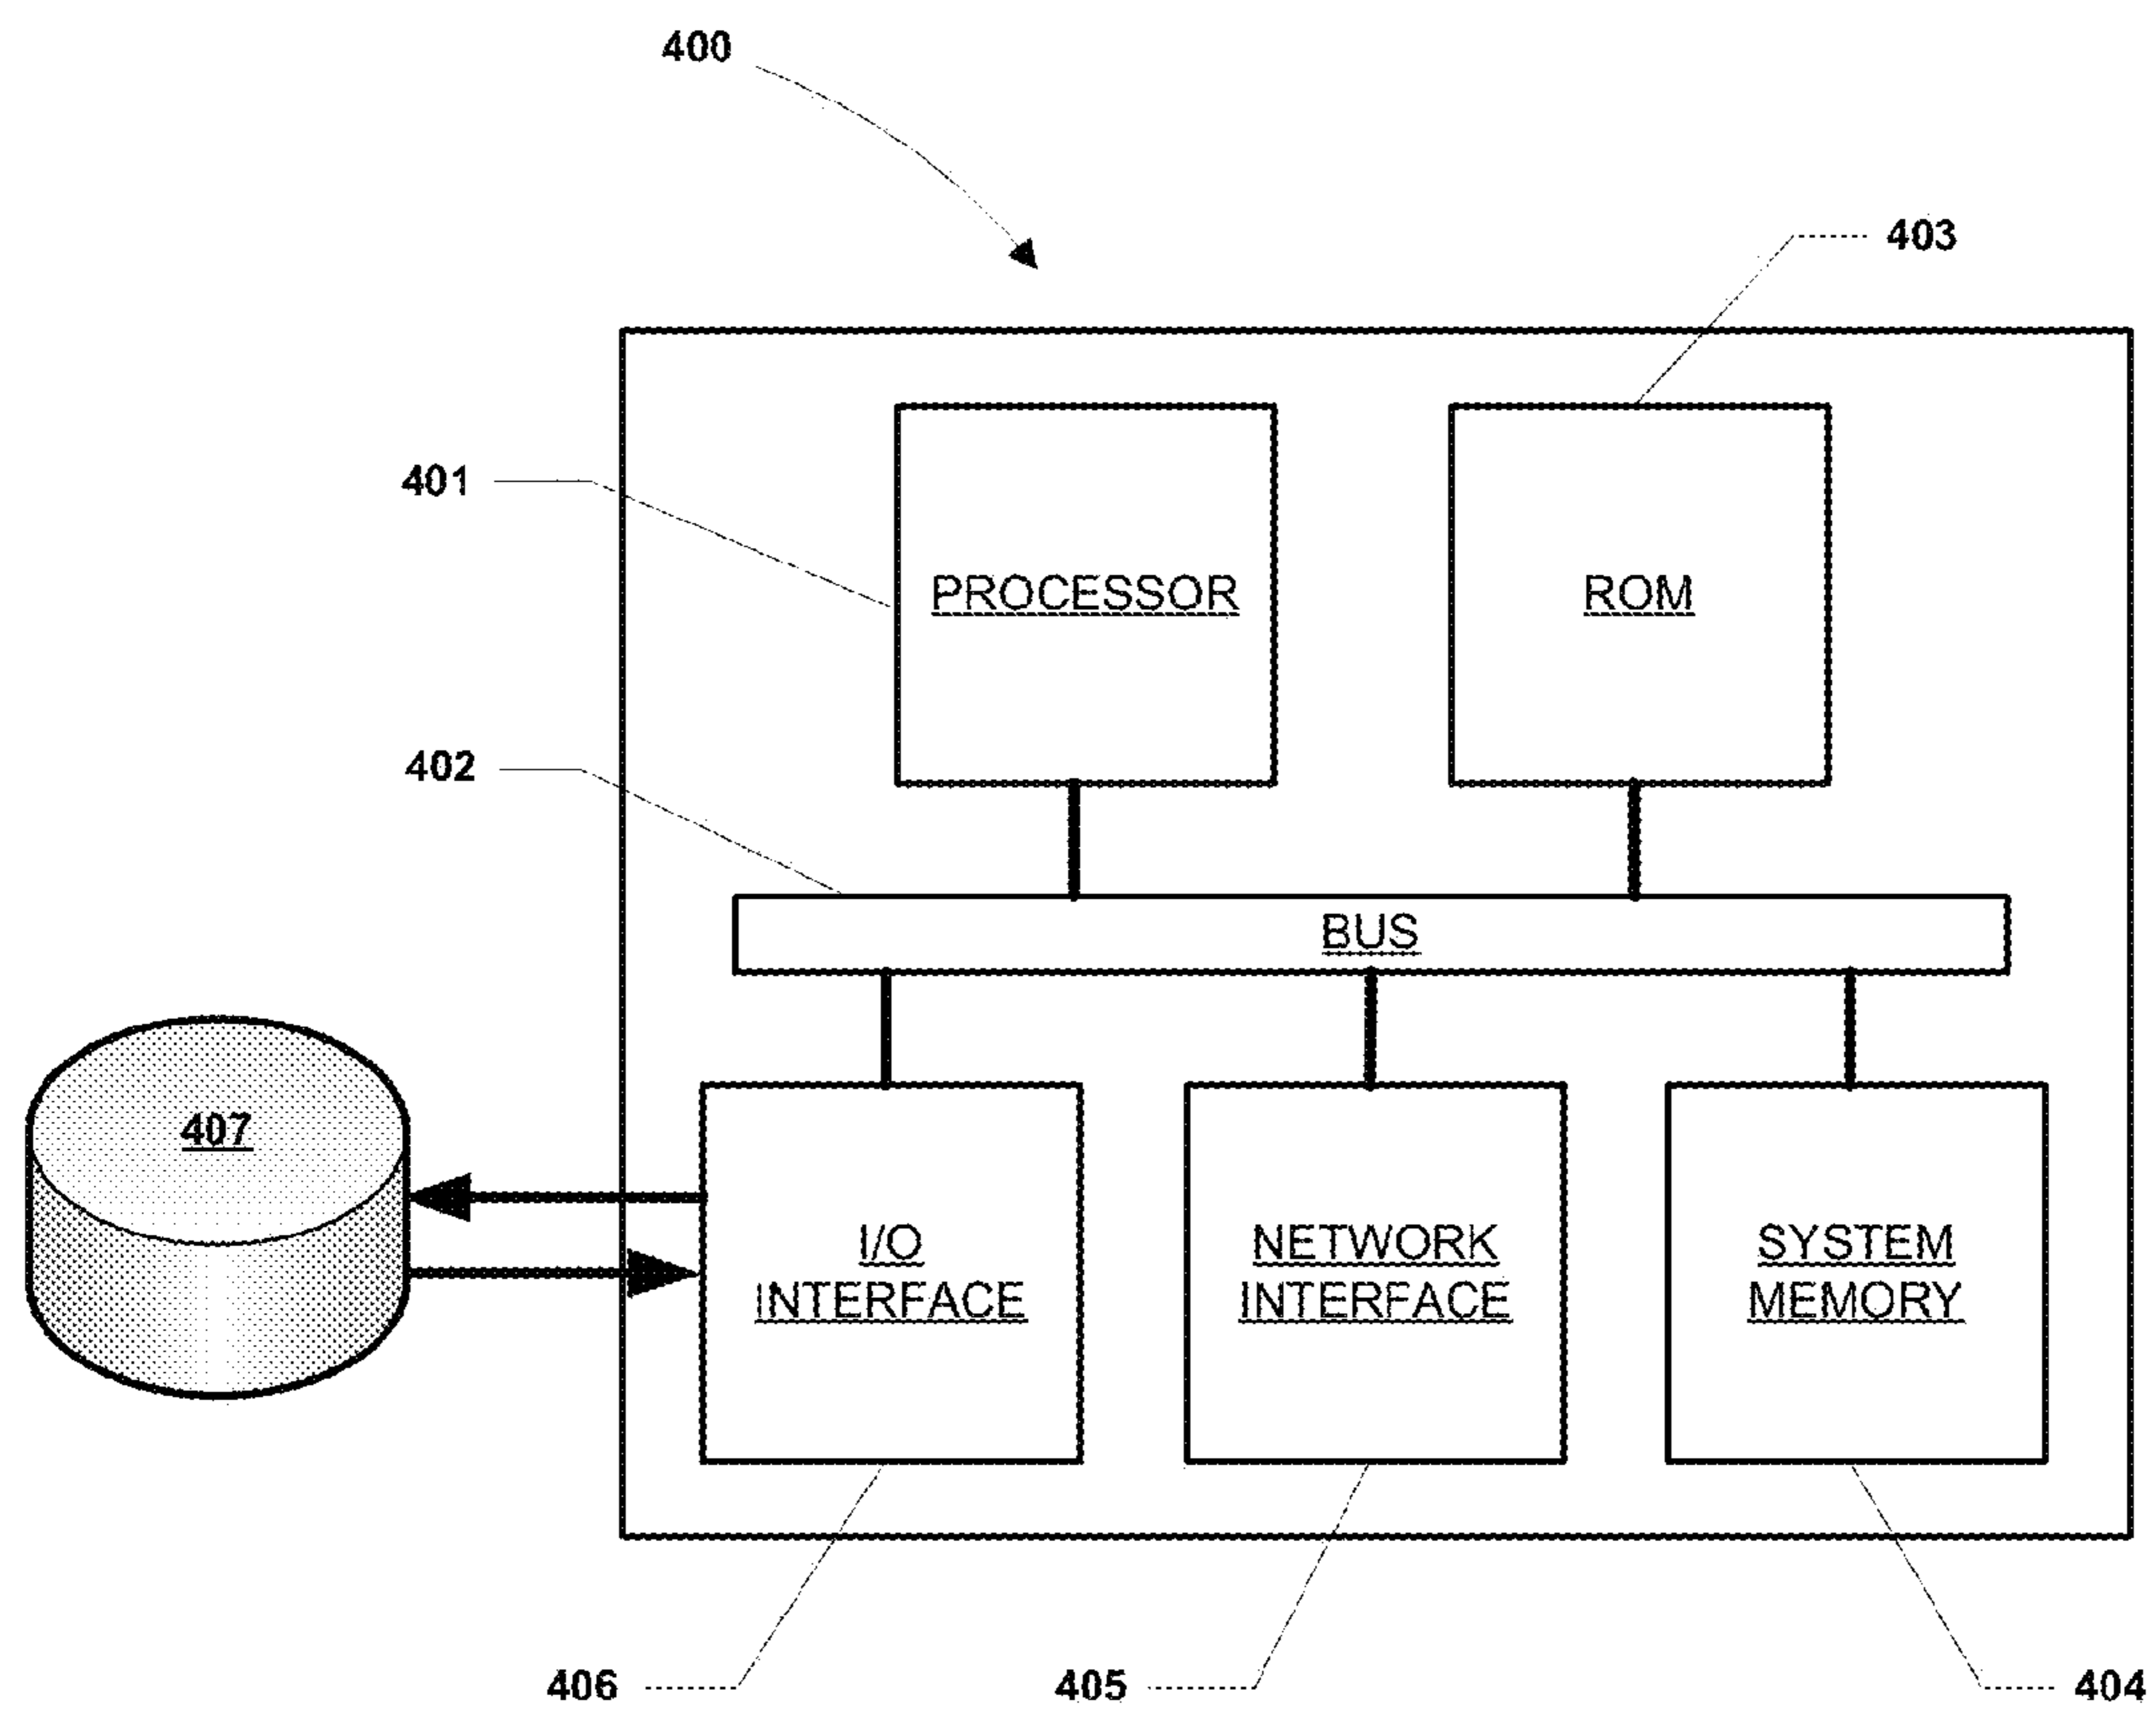 400
403
401
PROCESSOR
ROM
402
BUS
407
I/O
INTERFACE
NETWORK
INTERFACE
SYSTEM
MEMORY
406
405
404